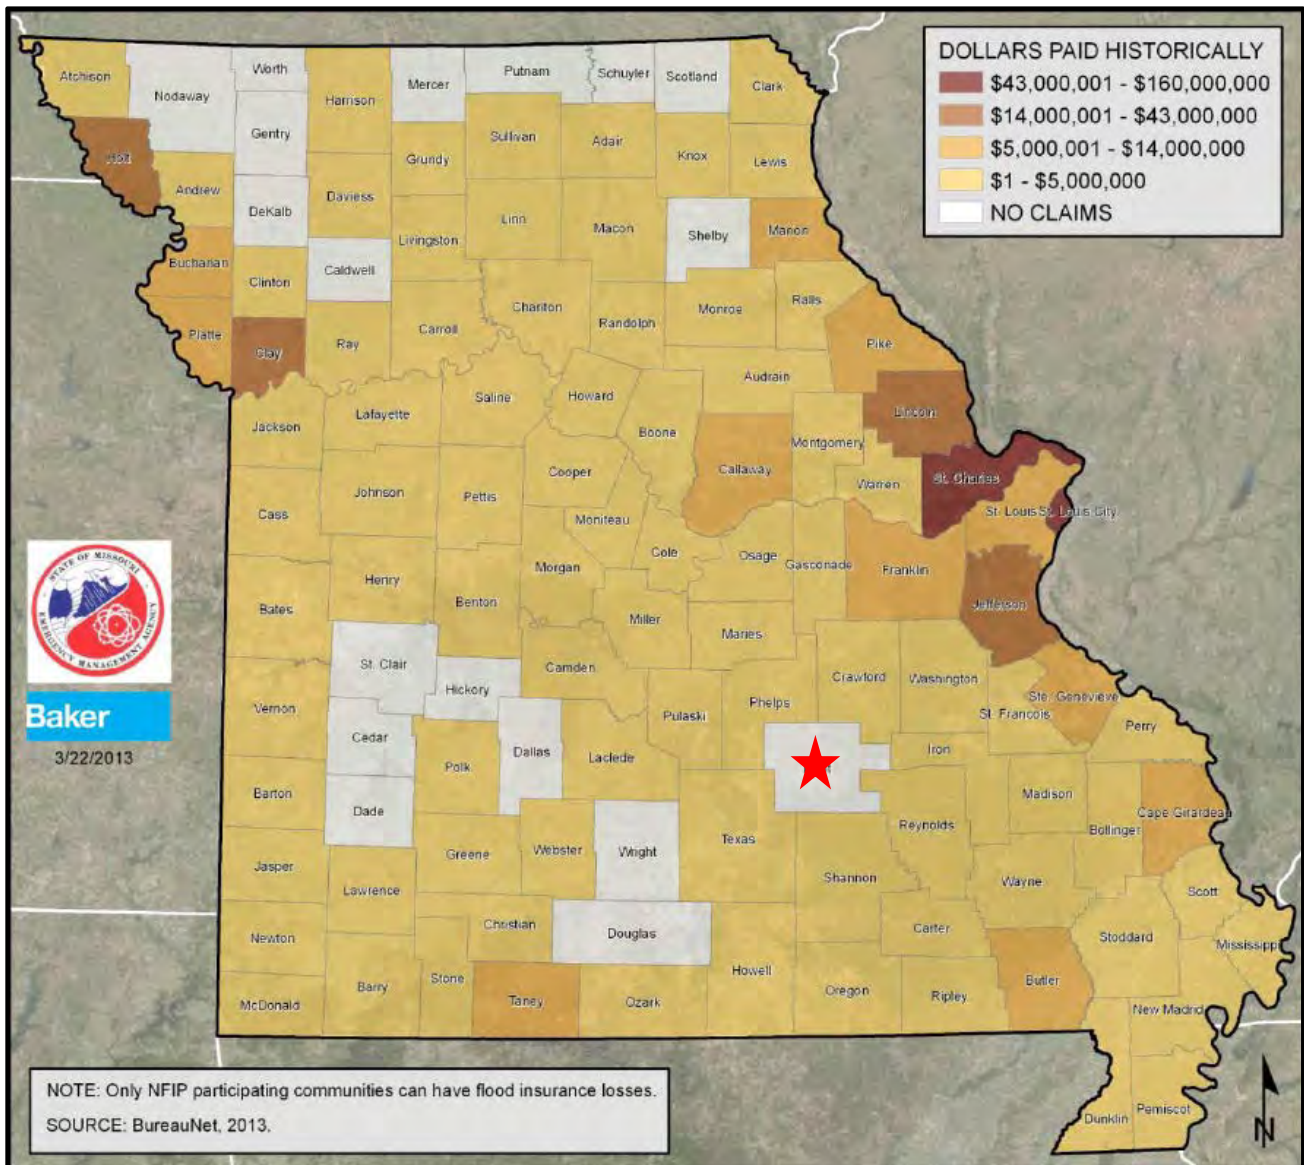 DOLLARS PAID HISTORICALLY
$43,000,001 - $160,000,000
$14,000,001 - $43,000,000
$5,000,001 - $14,000,000
$1 - $5,000,000
NO CLAIMS
Atchison
Nodaway
Worth
Harrison
Mercer
Putnam
Schuyler
Scotland
Clark
Gentry
Sullivan
Adair
Holt
Grundy
Knox
Lewis
Andrew
Daviess
DeKalb
Linn
Macon
Livingston
Shelby
Marion
Buchanan
Caldwell
Clinton
Chariton
Randolph
Monroe
Ralls
Platte
Clay
Ray
Carroll
Pike
Audrain
Saline
Howard
Lafayette
Jackson
Boone
Lincoln
Montgomery
Callaway
Cooper
St. Charles
Warren
Johnson
Pettis
Cass
Moniteau
St. Louis
St. Louis City
Cole
Osage
Gasconade
Franklin
Morgan
Henry
Benton
Bates
Miller
Jefferson
Maries
St. Clair
Camden
Hickory
Crawford
Washington
Ste. Genevieve
Phelps
Pulaski
St. Francois
Perry
Vernon
Cedar
Dallas
Laclede
Iron
Polk
Barton
Dade
Madison
Cape Girardeau
Bollinger
Reynolds
Texas
Greene
Webster
Wright
Jasper
Lawrence
Shannon
Wayne
Scott
Newton
Christian
Douglas
Carter
Stoddard
Mississippi
Howell
McDonald
Barry
Stone
Taney
Ozark
Oregon
Ripley
Butler
New Madrid
Dunklin
Pemiscot
STATE OF MISSOURI
EMERGENCY MANAGEMENT AGENCY
Baker
3/22/2013
NOTE: Only NFIP participating communities can have flood insurance losses.
SOURCE: BureauNet, 2013.
N